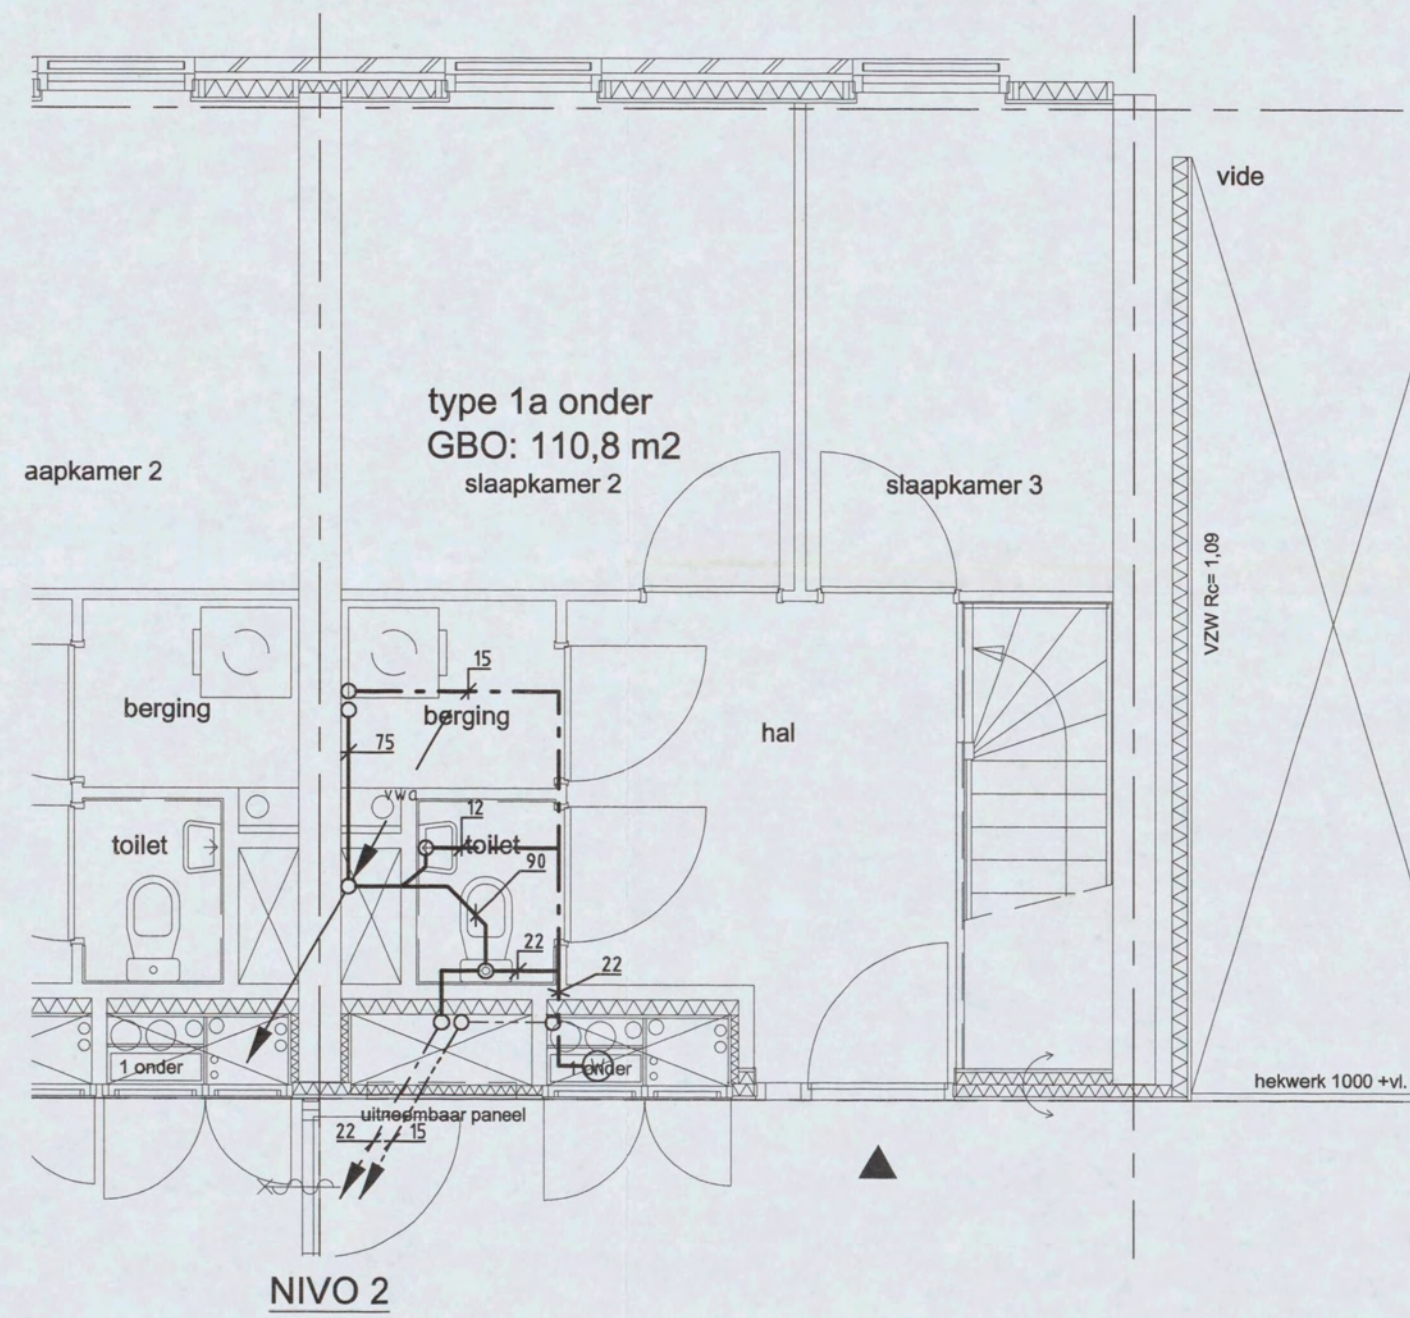 vide
type 1a onder
GBO: 110,8 m2
aapkamer 2
slaapkamer 2
slaapkamer 3
VZW Rc= 1,09
15
berging
berging
hal
75
vwa
12
toilet
toilet
90
22
22
1 onder
1 onder
W
hekwerk 1000 +vl.
uitneembaar paneel
22
15
NIVO 2